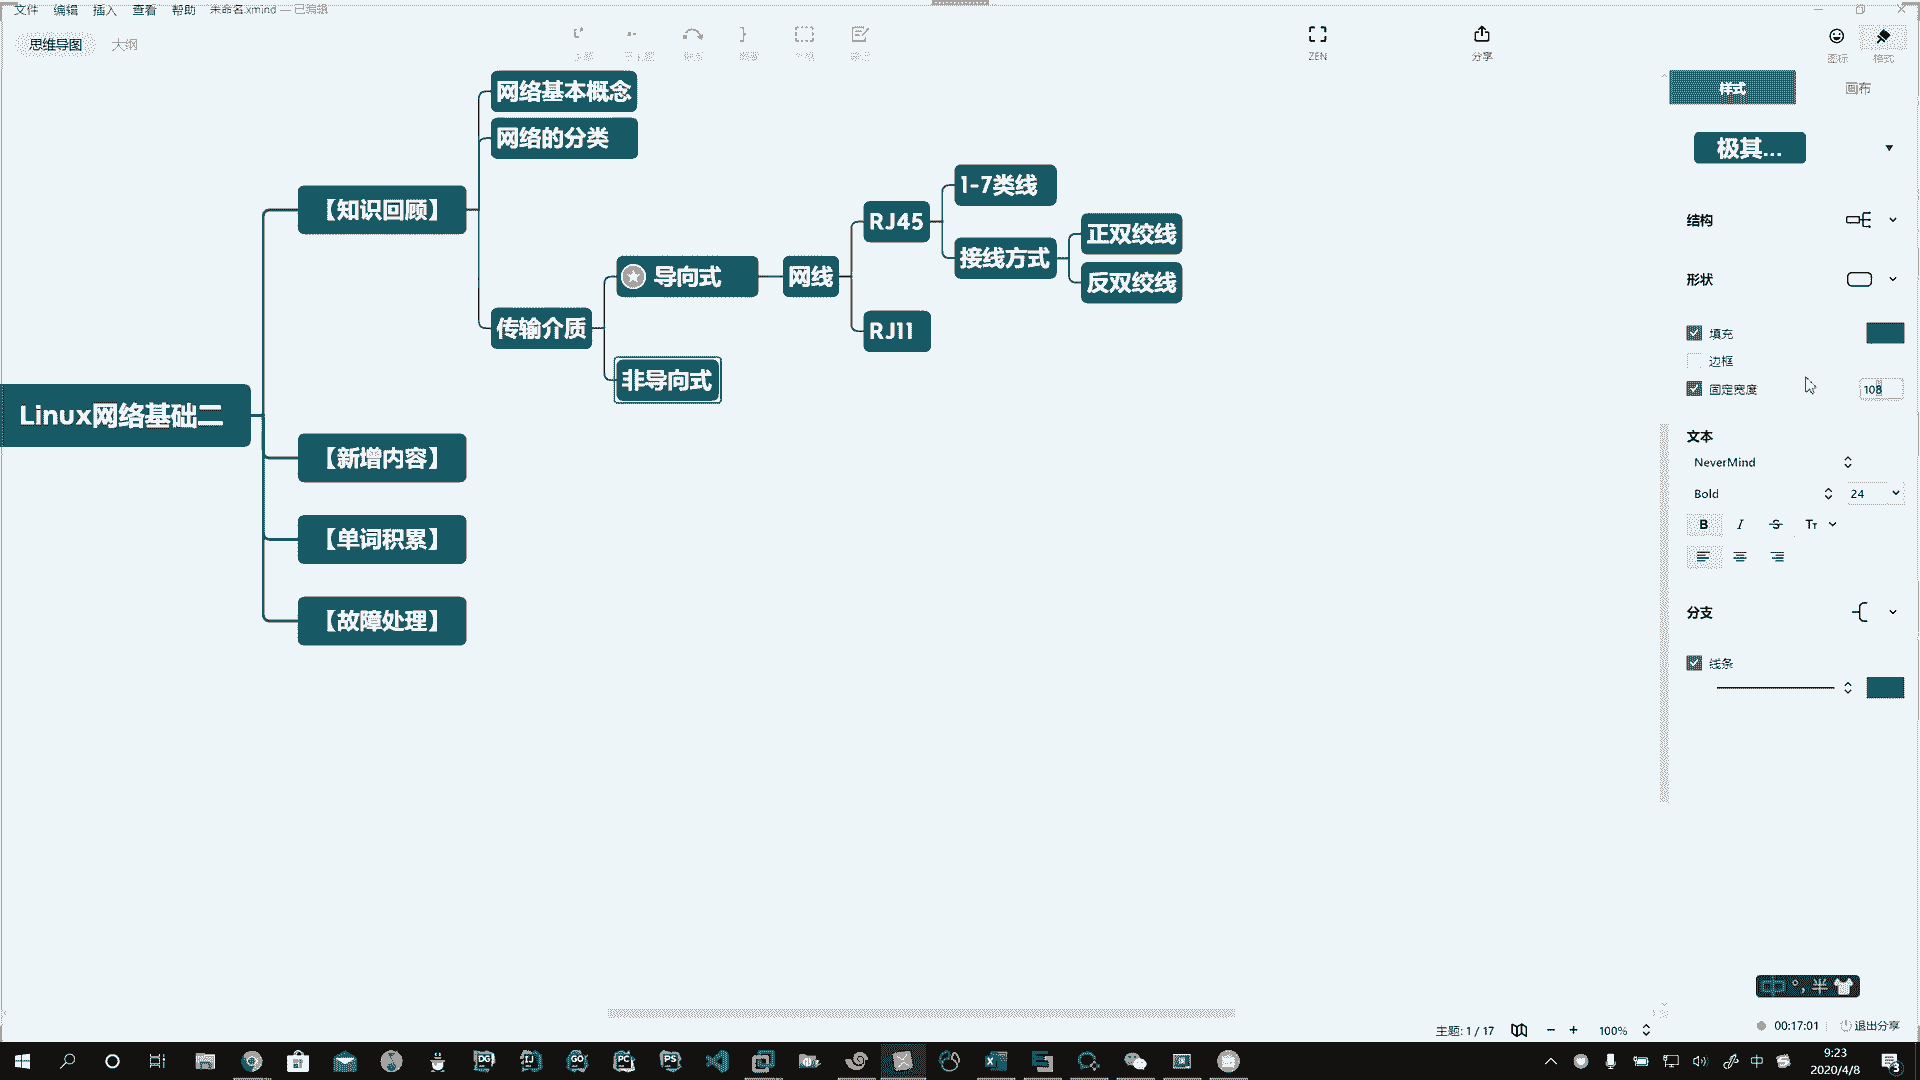 文件 编辑 插入 查看 帮助 未命名.xmind — 已编辑
思维导图 大纲
ZEN
分享
图标
格式
样式
画布
极其...
结构
形状
填充
边框
固定宽度 108
文本
NeverMind
Bold 24
B I S Tт
分支
线条
Linux网络基础二
【知识回顾】
网络基本概念
网络的分类
传输介质
导向式
网线
RJ45
1-7类线
接线方式
正双绞线
反双绞线
RJ11
非导向式
【新增内容】
【单词积累】
【故障处理】
中 °, 半
主题: 1 / 17
100%
00:17:01
退出分享
DG IJ GO PC PS
中
9:23
2020/4/8
3